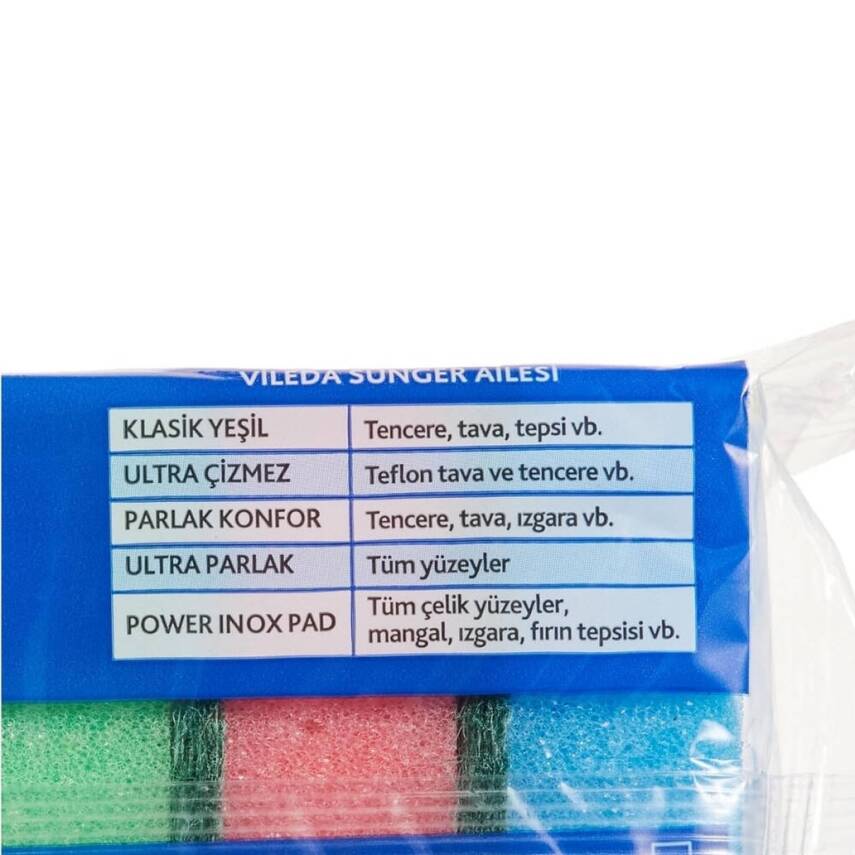 VILEDA SÜNGER AİLESİ
KLASİK YEŞİL
Tencere, tava, tepsi vb.
ULTRA ÇİZMEZ
Teflon tava ve tencere vb.
PARLAK KONFOR
Tencere, tava, ızgara vb.
ULTRA PARLAK
Tüm yüzeyler
POWER INOX PAD
Tüm çelik yüzeyler,
mangal, ızgara, fırın tepsisi vb.